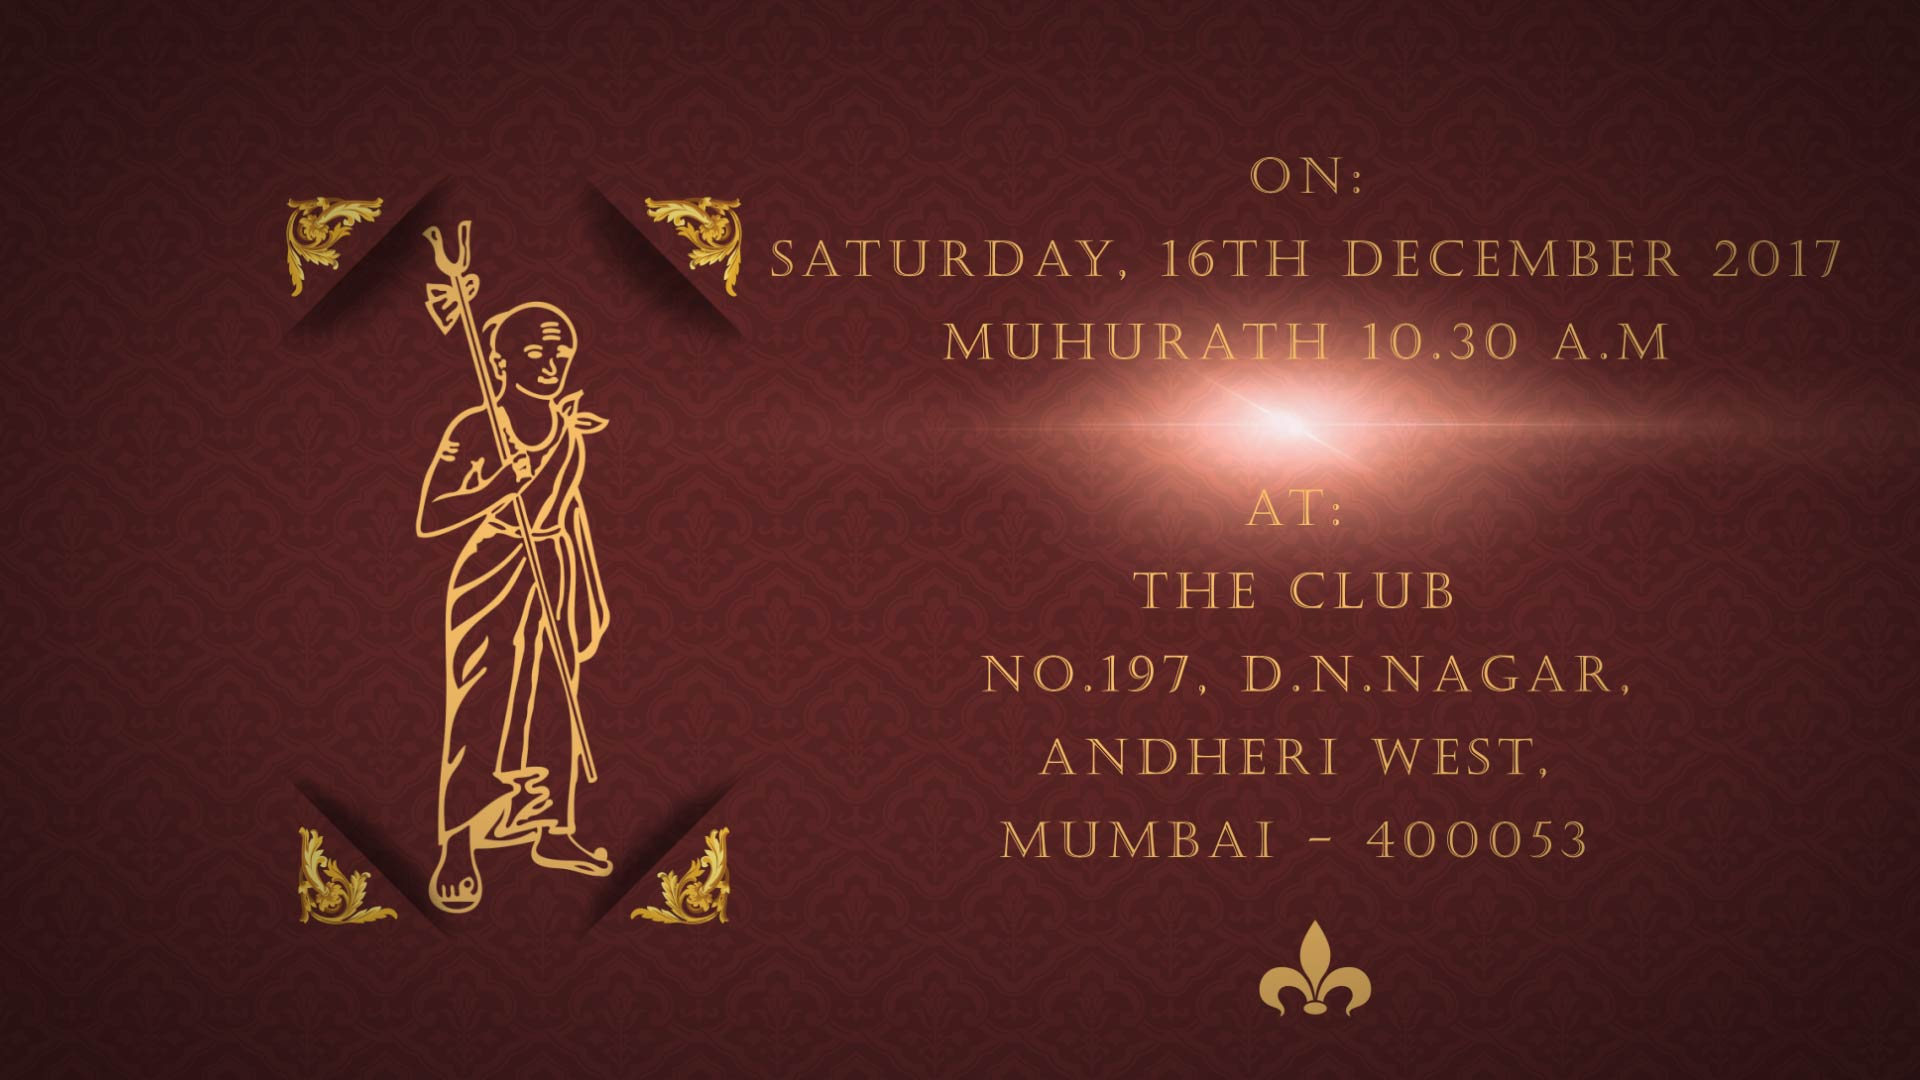 ON:
SATURDAY, 16TH DECEMBER 2017
MUHURATH 10.30 A.M
AT:
THE CLUB
NO.197, D.N.NAGAR,
ANDHERI WEST,
MUMBAI - 400053